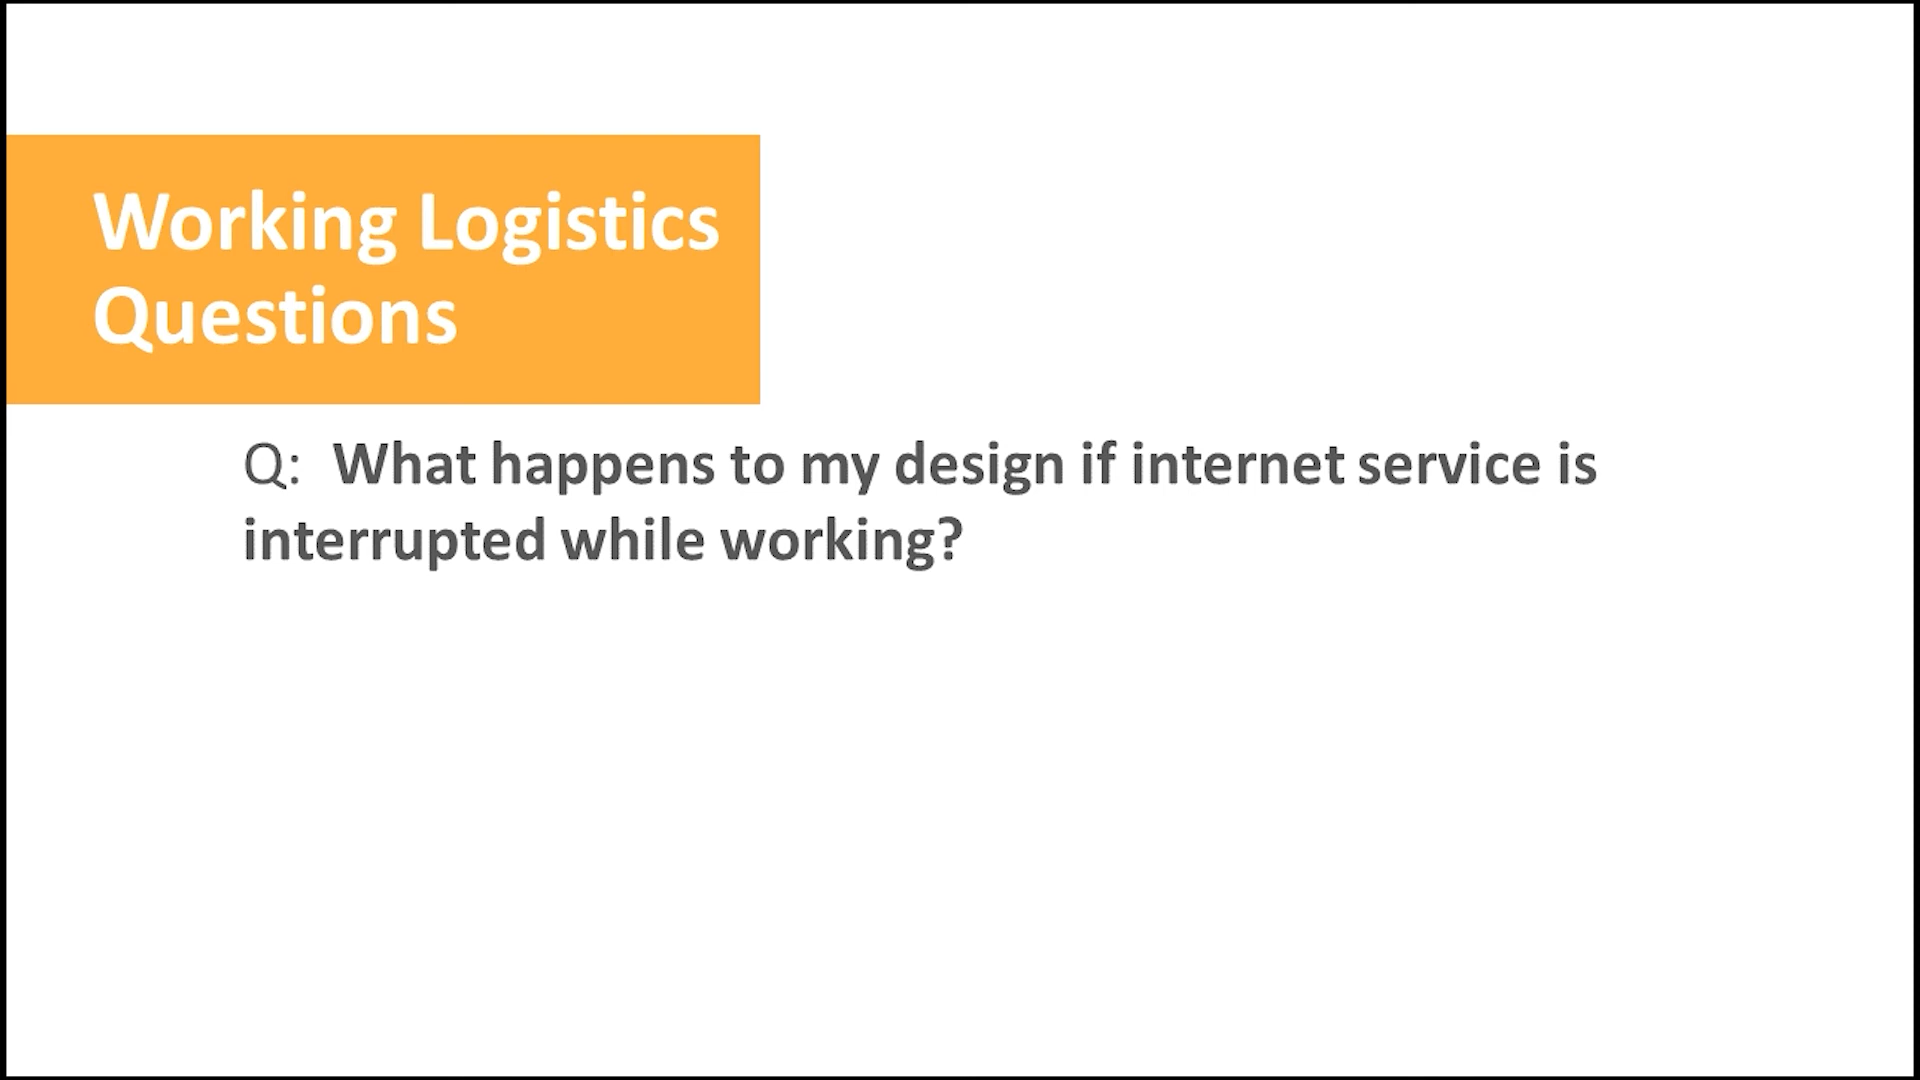 Working Logistics
Questions
Q: What happens to my design if internet service is
interrupted while working?